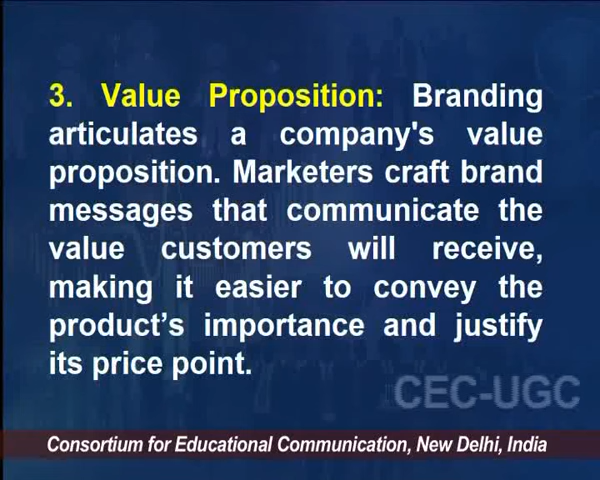 3. Value Proposition: Branding
articulates a company's value
proposition. Marketers craft brand
messages that communicate the
value customers will receive,
making it easier to convey the
product’s importance and justify
its price point.
CEC-UGC
Consortium for Educational Communication, New Delhi, India